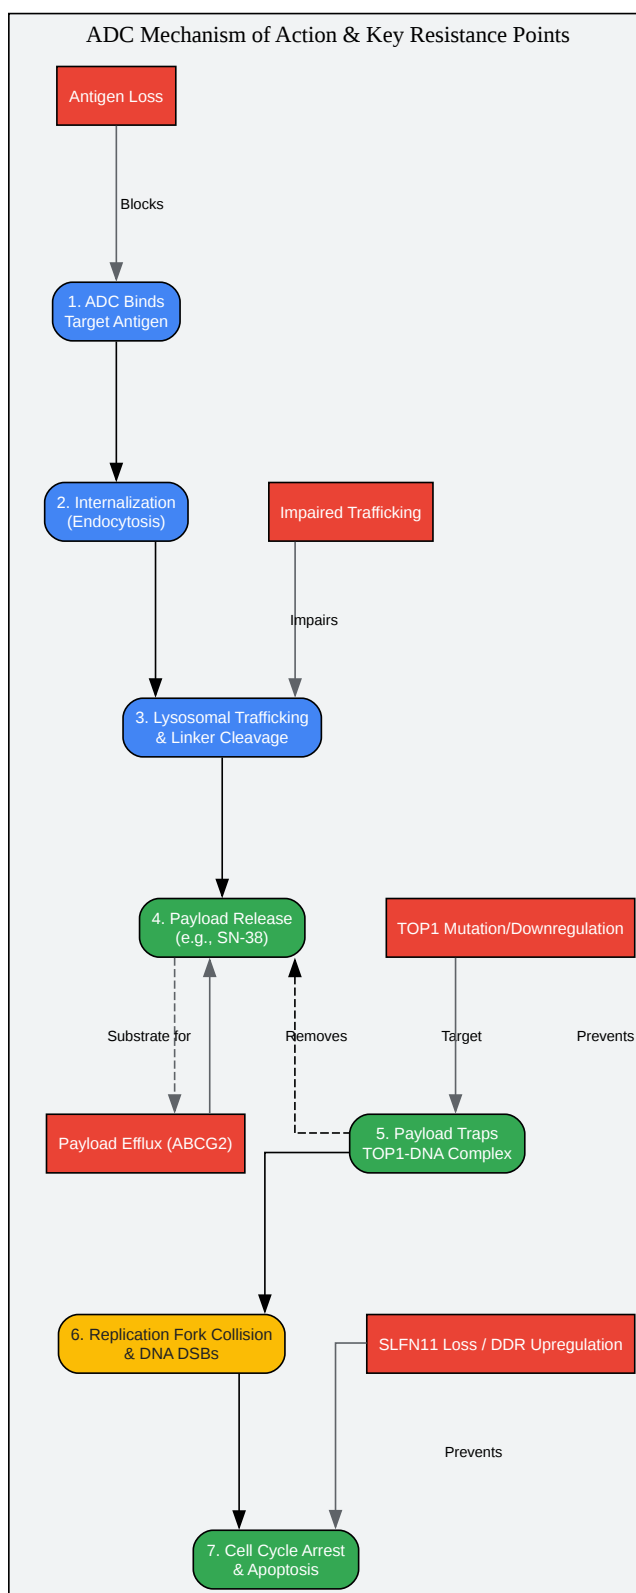 ADC Mechanism of Action & Key Resistance Points
Antigen Loss
Blocks
1. ADC Binds
Target Antigen
2. Internalization
(Endocytosis)
Impaired Trafficking
Impairs
3. Lysosomal Trafficking
& Linker Cleavage
4. Payload Release
(e.g., SN-38)
TOP1 Mutation/Downregulation
Substrate for
Removes
Target
Prevents
Payload Efflux (ABCG2)
5. Payload Traps
TOP1-DNA Complex
6. Replication Fork Collision
& DNA DSBs
SLFN11 Loss / DDR Upregulation
Prevents
7. Cell Cycle Arrest
& Apoptosis